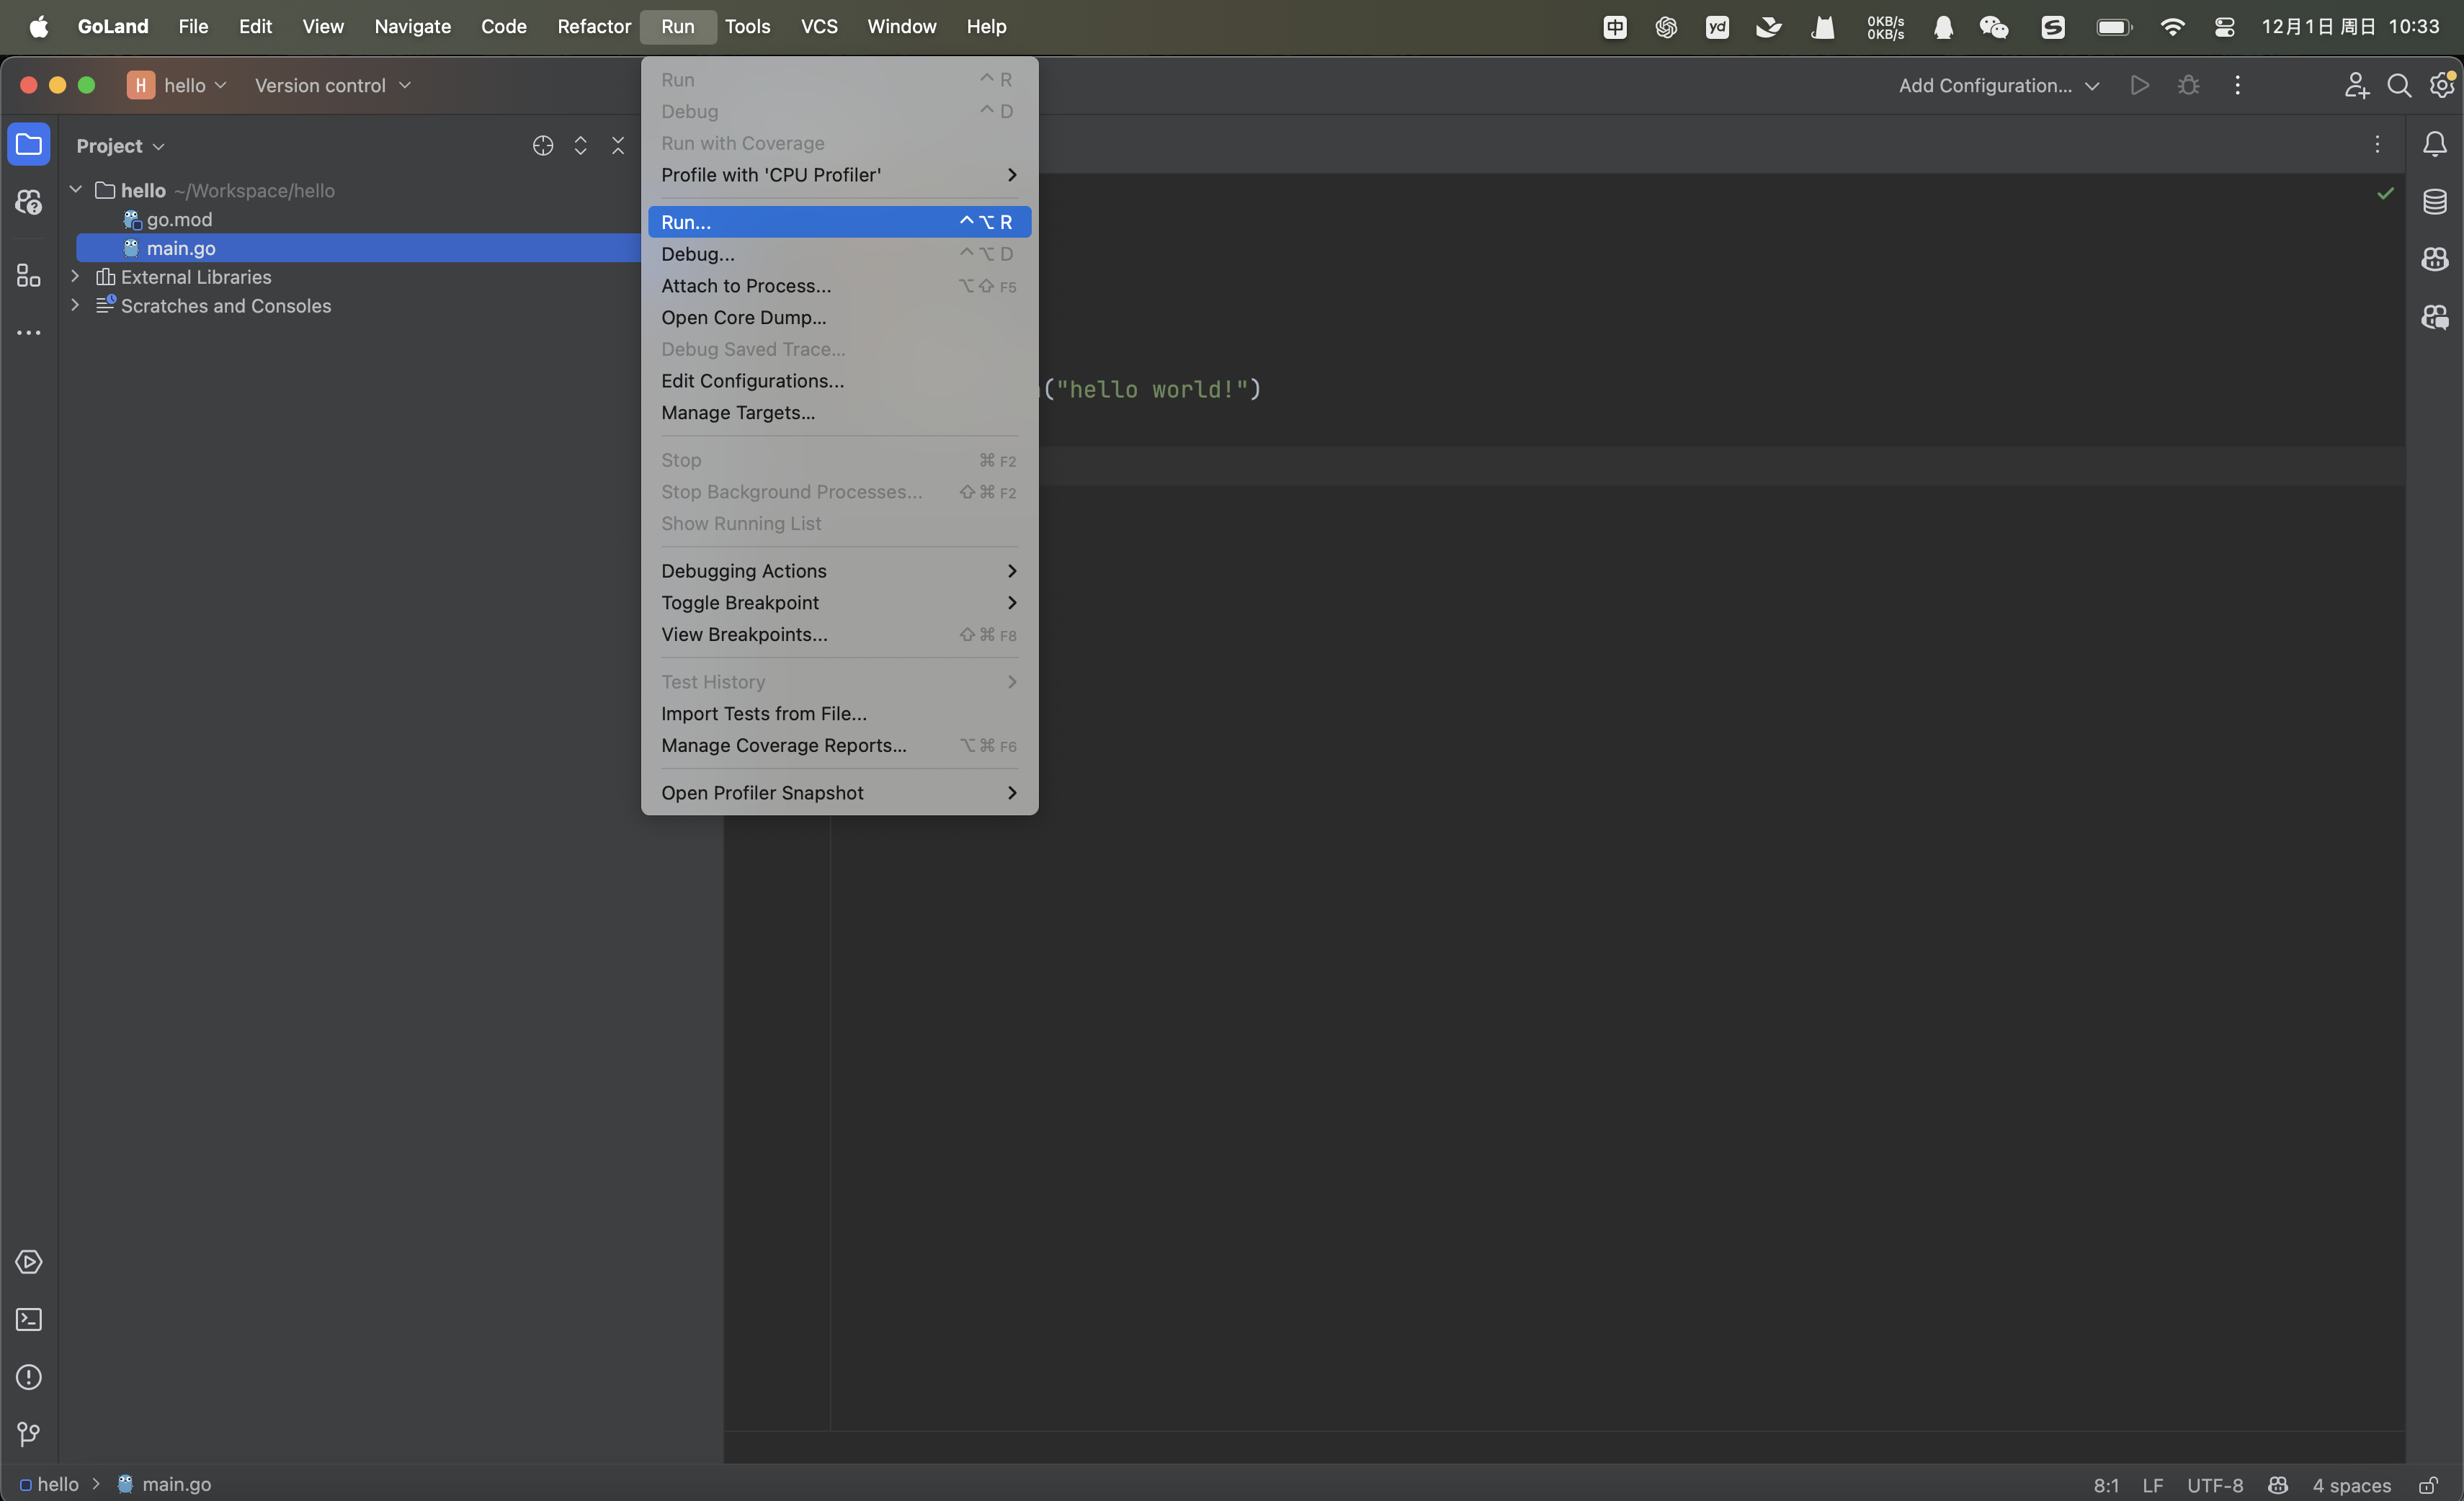 GoLand File Edit View Navigate Code Refactor Run Tools VCS Window Help
中 yd 0KB/s
0KB/s
S 12月1日 周日 10:33
H hello Version control
Add Configuration...
Project
hello ~/Workspace/hello
go.mod
main.go
External Libraries
Scratches and Consoles
Run ⌃ R
Debug ⌃ D
Run with Coverage
Profile with 'CPU Profiler'
Run... ⌃⌥ R
Debug... ⌃⌥ D
Attach to Process... ⌥⇧ F5
Open Core Dump...
Debug Saved Trace...
Edit Configurations...
Manage Targets...
Stop ⌘ F2
Stop Background Processes... ⇧⌘ F2
Show Running List
Debugging Actions
Toggle Breakpoint
View Breakpoints... ⇧⌘ F8
Test History
Import Tests from File...
Manage Coverage Reports... ⌥⌘ F6
Open Profiler Snapshot
("hello world!")
hello > main.go
8:1 LF UTF-8 4 spaces